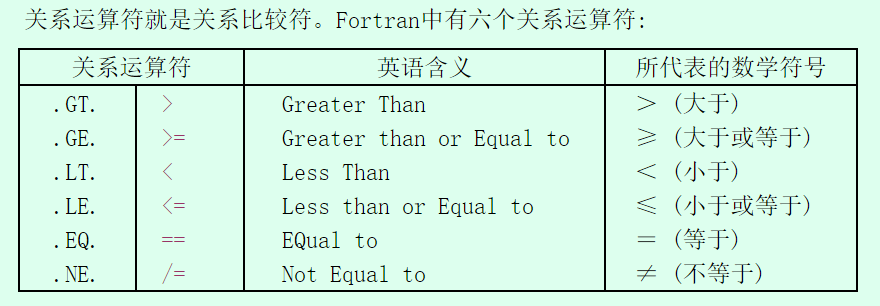 关系运算符就是关系比较符。Fortran中有六个关系运算符:
关系运算符 英语含义 所代表的数学符号
.GT. > Greater Than ＞ (大于)
.GE. >= Greater than or Equal to ≥ (大于或等于)
.LT. < Less Than ＜ (小于)
.LE. <= Less than or Equal to ≤ (小于或等于)
.EQ. == EQual to ＝ (等于)
.NE. /= Not Equal to ≠ (不等于)